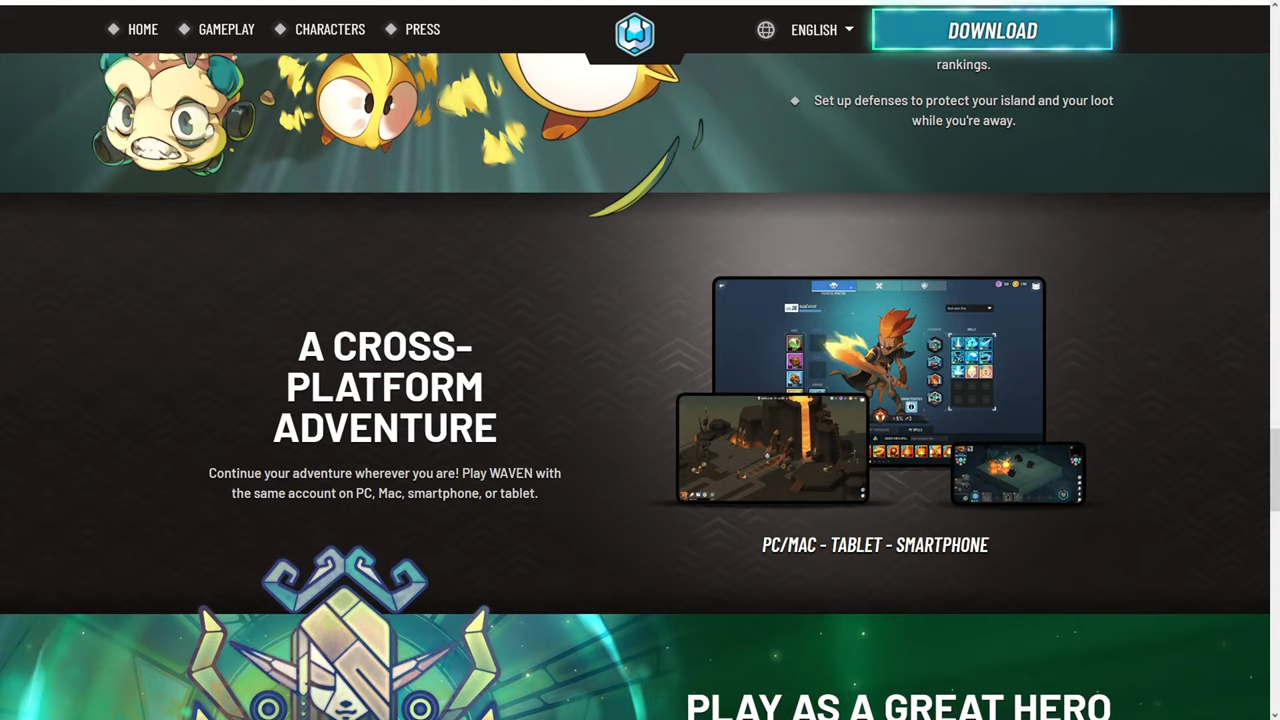 HOME
GAMEPLAY
CHARACTERS
PRESS
ENGLISH
DOWNLOAD
rankings.
Set up defenses to protect your island and your loot
while you're away.
A CROSS-
PLATFORM
ADVENTURE
Continue your adventure wherever you are! Play WAVEN with
the same account on PC, Mac, smartphone, or tablet.
PC/MAC - TABLET - SMARTPHONE
PLAY AS A GREAT HERO